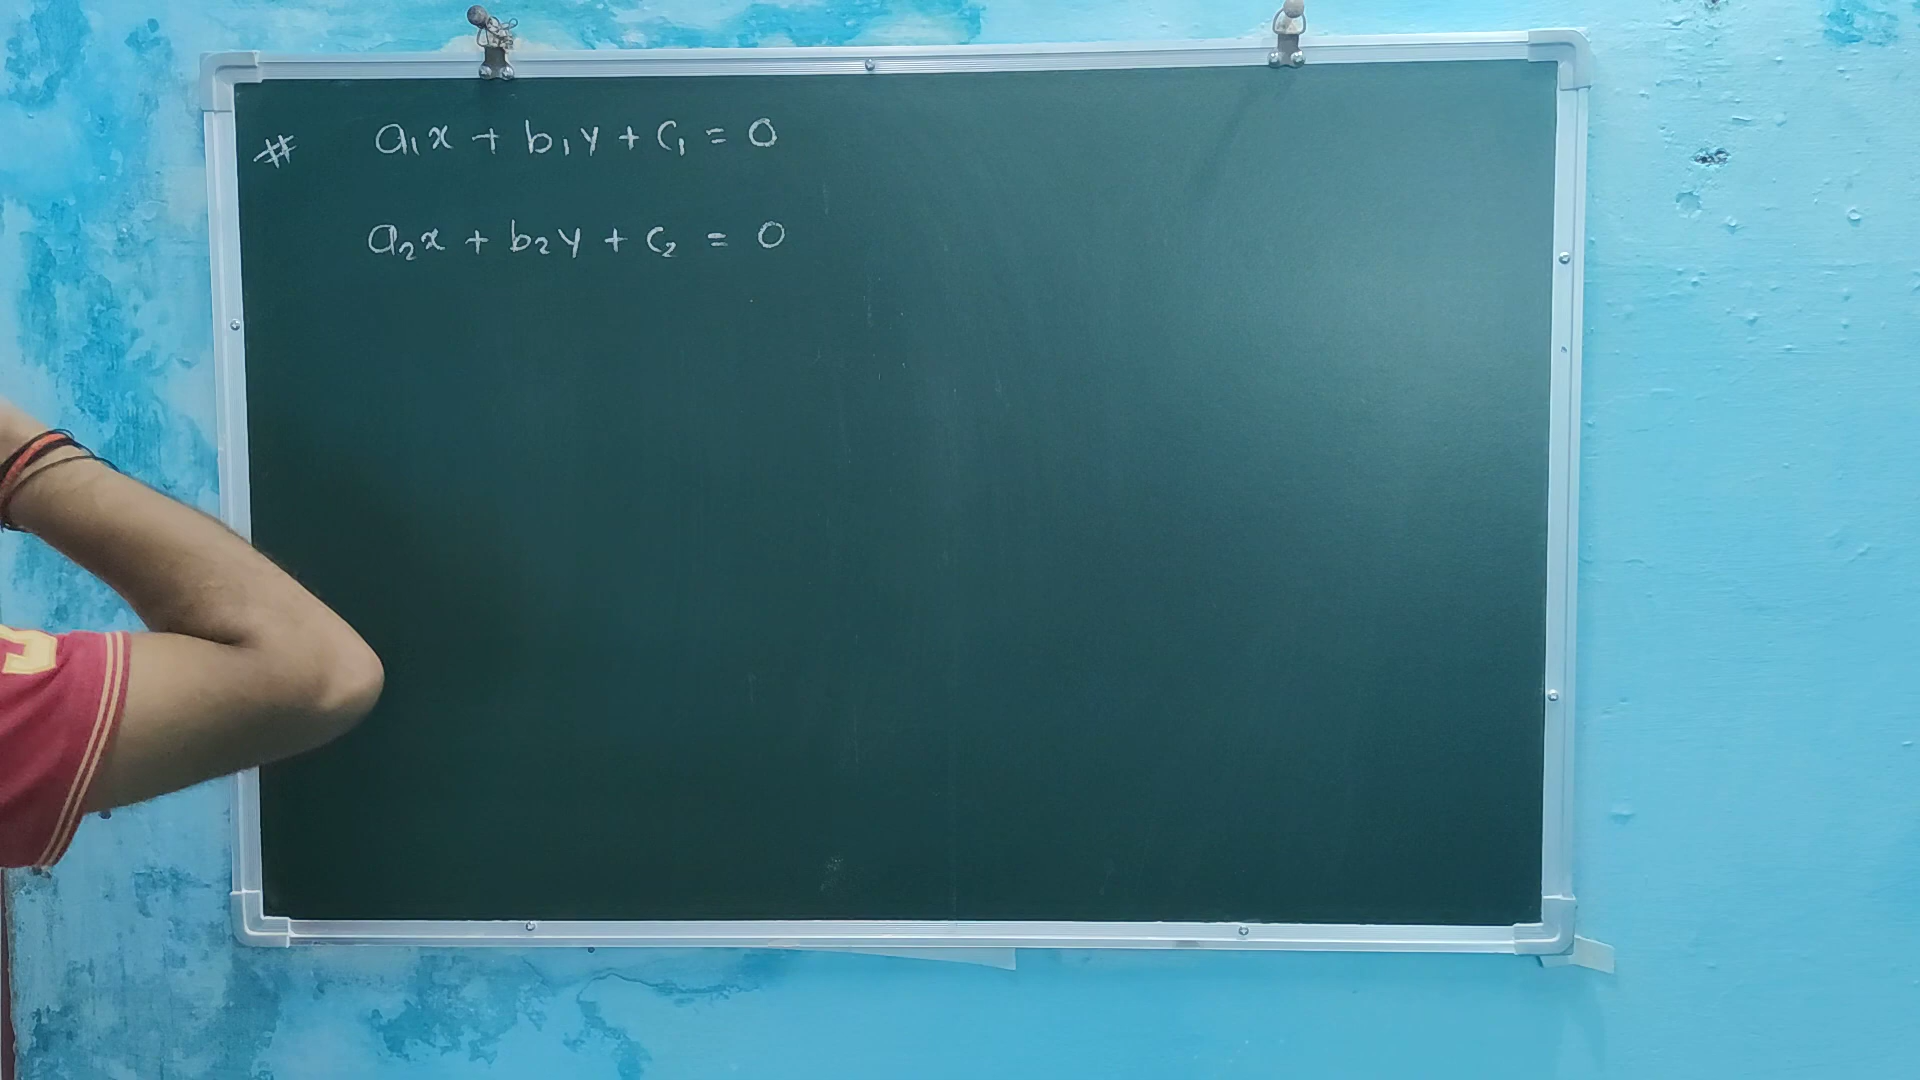 # a₁x + b₁y + c₁ = 0
a₂x + b₂y + c₂ = 0